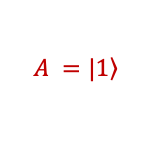 A = |1⟩